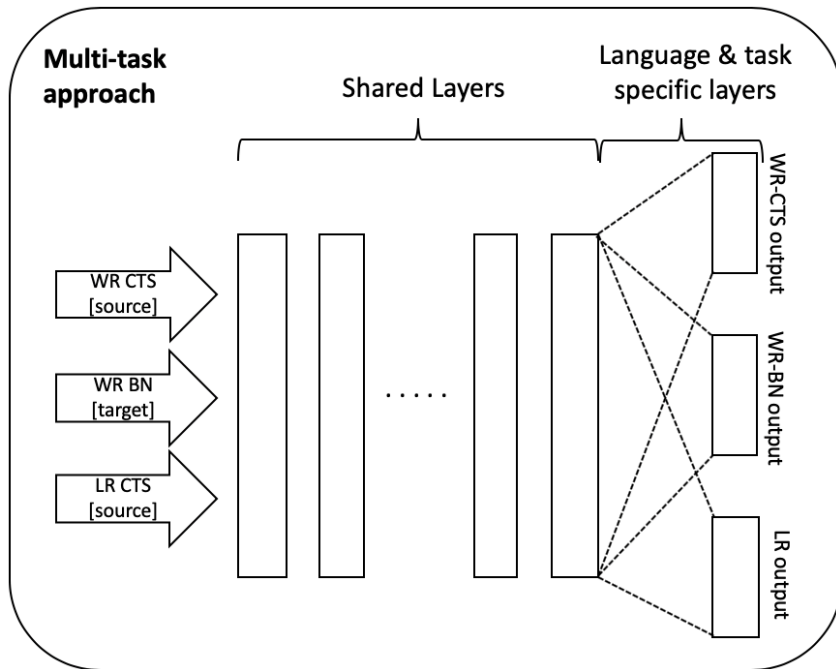 Multi-task
approach
Shared Layers
Language & task
specific layers
WR CTS
[source]
WR BN
[target]
LR CTS
[source]
. . . . .
WR-CTS output
WR-BN output
LR output